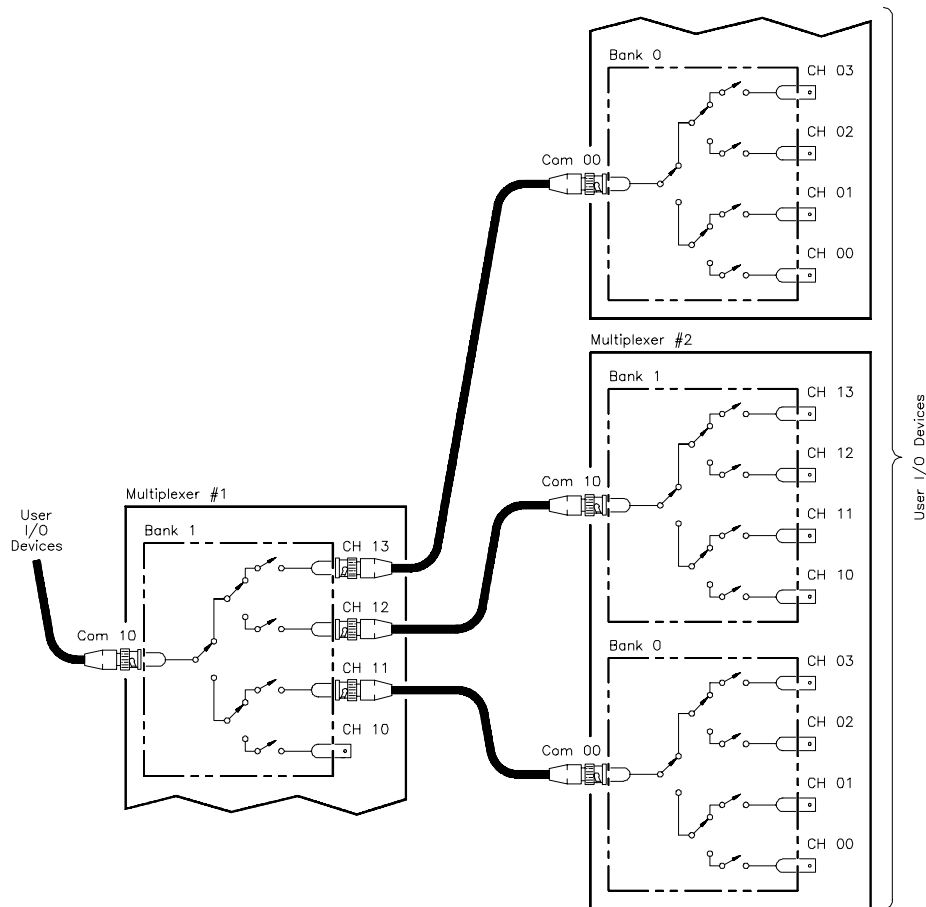 Bank 0
CH 03
CH 02
Com 00
CH 01
CH 00
Multiplexer #2
Bank 1
CH 13
CH 12
Com 10
CH 11
CH 10
Bank 0
CH 03
CH 02
Com 00
CH 01
CH 00
User I/O Devices
Multiplexer #1
User
I/O
Devices
Bank 1
CH 13
CH 12
Com 10
CH 11
CH 10